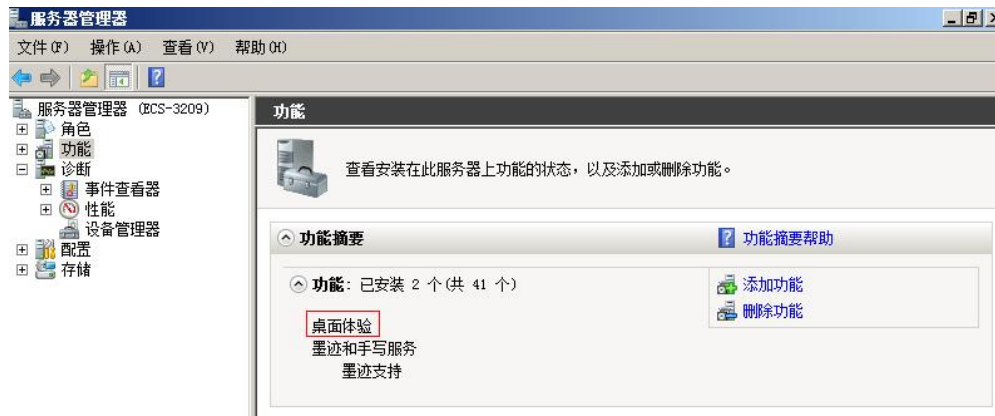 服务器管理器
文件(F) 操作(A) 查看(V) 帮助(H)
服务器管理器 (ECS-3209)
角色
功能
诊断
事件查看器
性能
设备管理器
配置
存储
功能
查看安装在此服务器上功能的状态，以及添加或删除功能。
功能摘要
功能摘要帮助
功能: 已安装 2 个(共 41 个)
桌面体验
墨迹和手写服务
墨迹支持
添加功能
删除功能